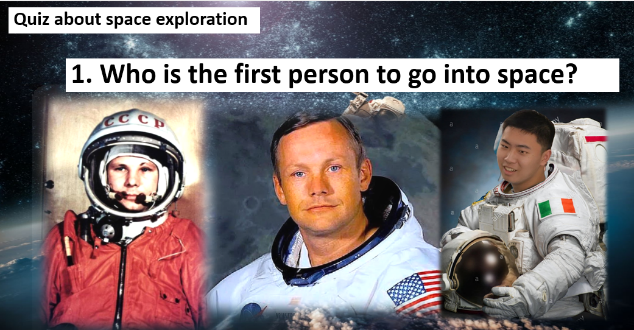 Quiz about space exploration
1. Who is the first person to go into space?
CCCP